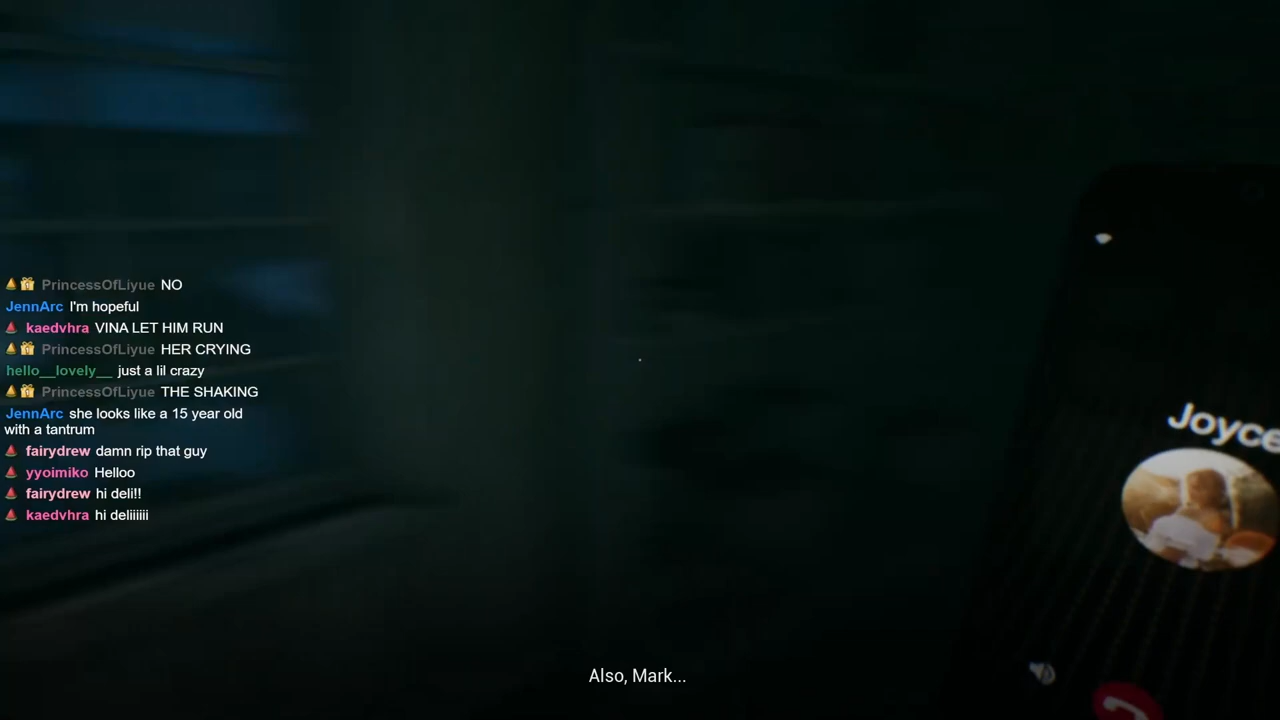 PrincessOfLiyue NO
JennArc I'm hopeful
kaedvhra VINA LET HIM RUN
PrincessOfLiyue HER CRYING
hello__lovely__ just a lil crazy
PrincessOfLiyue THE SHAKING
JennArc she looks like a 15 year old
with a tantrum
fairydrew damn rip that guy
yyoimiko Helloo
fairydrew hi deli!!
kaedvhra hi deliiiiii
Joyce
Also, Mark...